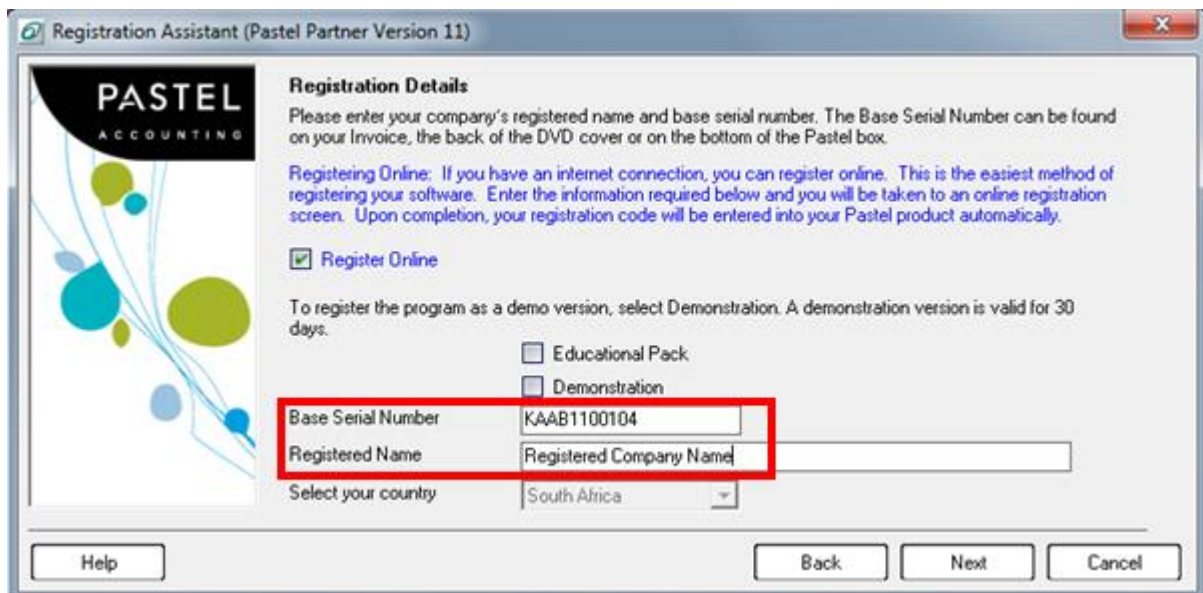 Registration Assistant (Pastel Partner Version 11)
PASTEL
ACCOUNTING
Registration Details
Please enter your company's registered name and base serial number. The Base Serial Number can be found
on your Invoice, the back of the DVD cover or on the bottom of the Pastel box.
Registering Online: If you have an internet connection, you can register online. This is the easiest method of
registering your software. Enter the information required below and you will be taken to an online registration
screen. Upon completion, your registration code will be entered into your Pastel product automatically.
Register Online
To register the program as a demo version, select Demonstration. A demonstration version is valid for 30
days.
Educational Pack
Demonstration
Base Serial Number KAAB1100104
Registered Name Registered Company Name
Select your country South Africa
Help Back Next Cancel